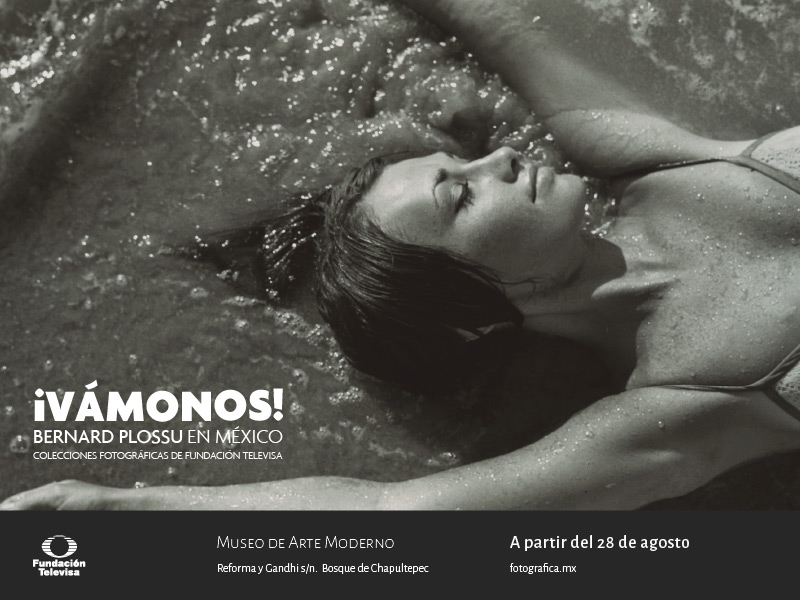 ¡VÁMONOS!
BERNARD PLOSSU EN MÉXICO
COLECCIONES FOTOGRÁFICAS DE FUNDACIÓN TELEVISA
Fundación
Televisa
Museo de Arte Moderno
Reforma y Gandhi s/n. Bosque de Chapultepec
A partir del 28 de agosto
fotografica.mx